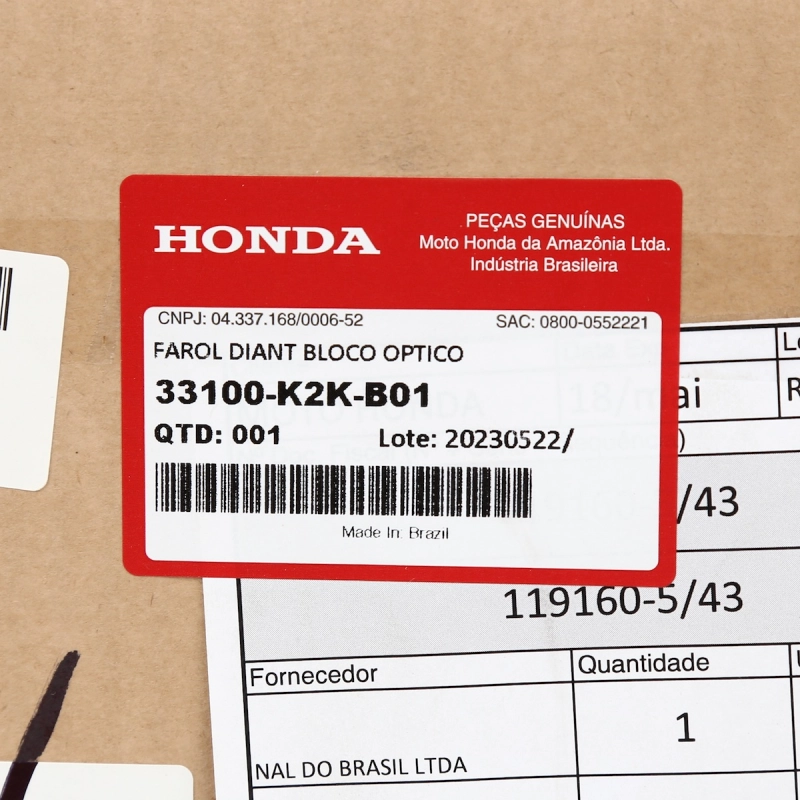 HONDA
PEÇAS GENUÍNAS
Moto Honda da Amazônia Ltda.
Indústria Brasileira
CNPJ: 04.337.168/0006-52
SAC: 0800-0552221
FAROL DIANT BLOCO OPTICO
33100-K2K-B01
QTD: 001
Lote: 20230522/
Made In: Brazil
18/mai
/43
119160-5/43
Fornecedor
Quantidade
1
NAL DO BRASIL LTDA